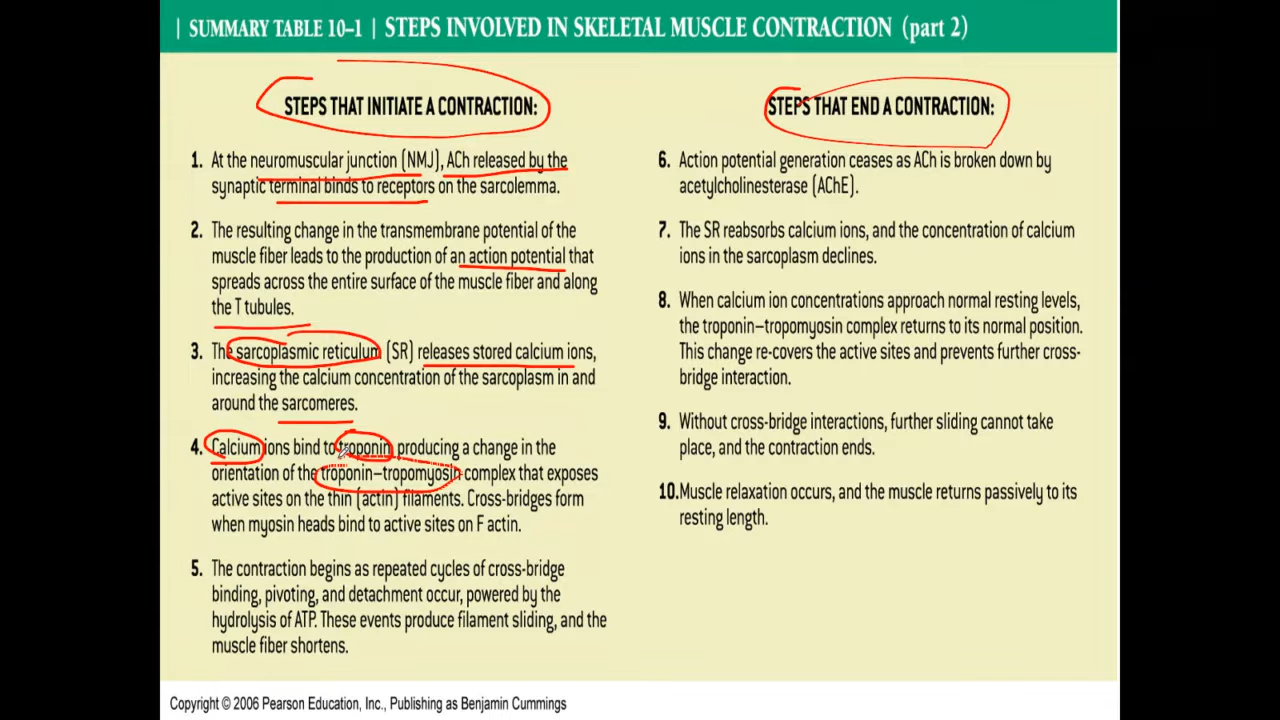 | SUMMARY TABLE 10–1 | STEPS INVOLVED IN SKELETAL MUSCLE CONTRACTION (part 2)
STEPS THAT INITIATE A CONTRACTION:
1. At the neuromuscular junction (NMJ), ACh released by the
synaptic terminal binds to receptors on the sarcolemma.
2. The resulting change in the transmembrane potential of the
muscle fiber leads to the production of an action potential that
spreads across the entire surface of the muscle fiber and along
the T tubules.
3. The sarcoplasmic reticulum (SR) releases stored calcium ions,
increasing the calcium concentration of the sarcoplasm in and
around the sarcomeres.
4. Calcium ions bind to troponin, producing a change in the
orientation of the troponin–tropomyosin complex that exposes
active sites on the thin (actin) filaments. Cross-bridges form
when myosin heads bind to active sites on F actin.
5. The contraction begins as repeated cycles of cross-bridge
binding, pivoting, and detachment occur, powered by the
hydrolysis of ATP. These events produce filament sliding, and the
muscle fiber shortens.
STEPS THAT END A CONTRACTION:
6. Action potential generation ceases as ACh is broken down by
acetylcholinesterase (AChE).
7. The SR reabsorbs calcium ions, and the concentration of calcium
ions in the sarcoplasm declines.
8. When calcium ion concentrations approach normal resting levels,
the troponin–tropomyosin complex returns to its normal position.
This change re-covers the active sites and prevents further cross-
bridge interaction.
9. Without cross-bridge interactions, further sliding cannot take
place, and the contraction ends.
10. Muscle relaxation occurs, and the muscle returns passively to its
resting length.
Copyright © 2006 Pearson Education, Inc., Publishing as Benjamin Cummings